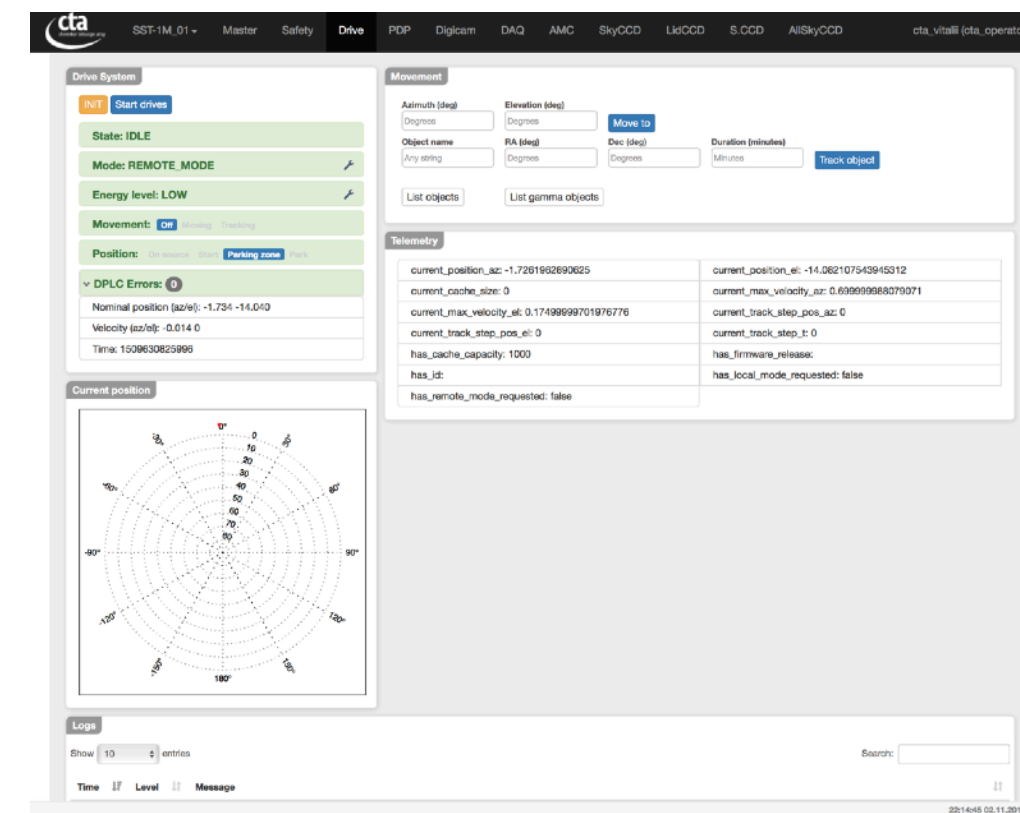 cta
SST-1M_01 Master Safety Drive PDP Digicam DAQ AMC SkyCCD LidCCD S.CCD AllSkyCCD cta_vitalii (cta_operato
Drive System
INIT Start drives
State: IDLE
Mode: REMOTE_MODE
Energy level: LOW
Movement: Off Moving Tracking
Position: On source Start Parking zone Park
DPLC Errors: 0
Nominal position (az/el): -1.734 -14.040
Velocity (az/el): -0.014 0
Time: 1509630825996
Movement
Azimuth (deg) Elevation (deg)
Degrees Degrees Move to
Object name RA (deg) Dec (deg) Duration (minutes)
Any string Degrees Degrees Minutes Track object
List objects List gamma objects
Telemetry
current_position_az: -1.7261962890625 current_position_el: -14.082107543945312
current_cache_size: 0 current_max_velocity_az: 0.699999988079071
current_max_velocity_el: 0.17499999701976776 current_track_step_pos_az: 0
current_track_step_pos_el: 0 current_track_step_t: 0
has_cache_capacity: 1000 has_firmware_release:
has_id: has_local_mode_requested: false
has_remote_mode_requested: false
Current position
0°
-30° 0 30°
10
20
30
-60° 40 60°
50
60
70
80
-90° 90°
-120° 120°
-150° 150°
180°
Logs
Show 10 entries Search:
Time Level Message
22:14:45 02.11.201